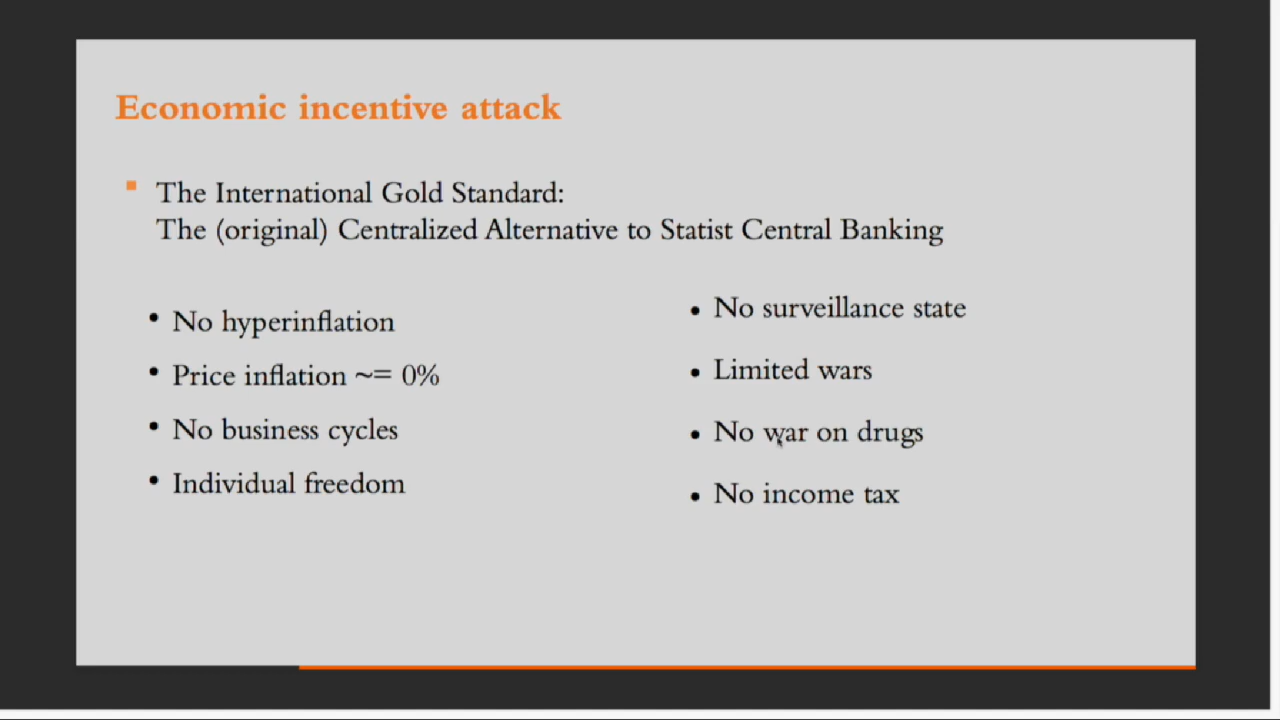 Economic incentive attack
The International Gold Standard:
The (original) Centralized Alternative to Statist Central Banking
No hyperinflation
Price inflation ~= 0%
No business cycles
Individual freedom
No surveillance state
Limited wars
No war on drugs
No income tax